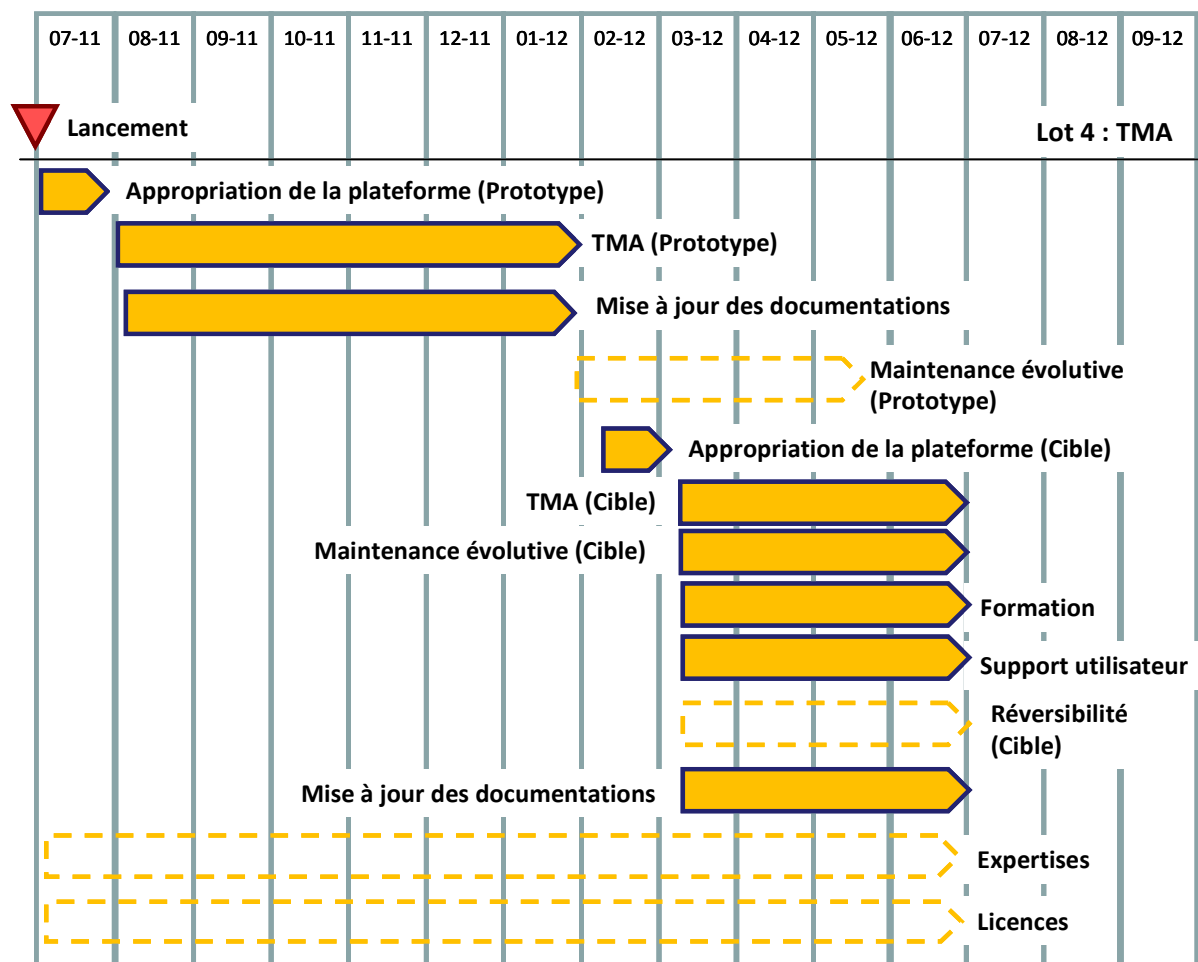 07-11 08-11 09-11 10-11 11-11 12-11 01-12 02-12 03-12 04-12 05-12 06-12 07-12 08-12 09-12
Lancement
Lot 4 : TMA
Appropriation de la plateforme (Prototype)
TMA (Prototype)
Mise à jour des documentations
Maintenance évolutive
(Prototype)
Appropriation de la plateforme (Cible)
TMA (Cible)
Maintenance évolutive (Cible)
Formation
Support utilisateur
Réversibilité
(Cible)
Mise à jour des documentations
Expertises
Licences